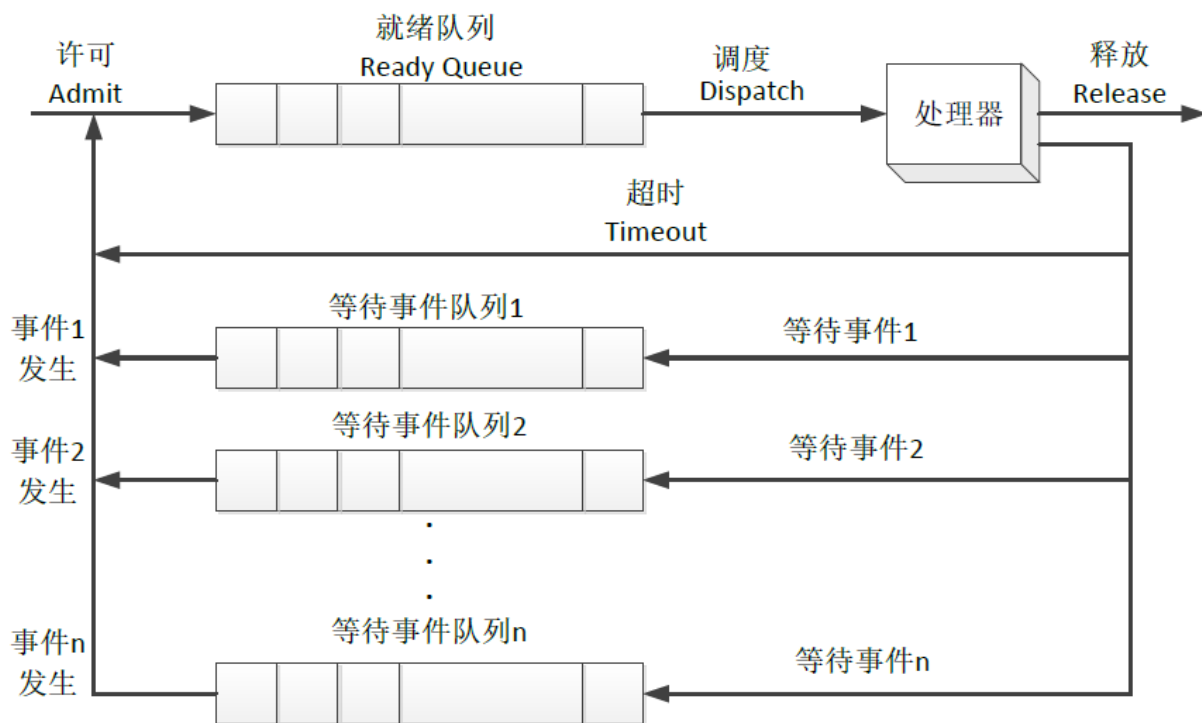 许可
Admit
就绪队列
Ready Queue
调度
Dispatch
处理器
释放
Release
超时
Timeout
事件1
发生
等待事件队列1
等待事件1
事件2
发生
等待事件队列2
等待事件2
事件n
发生
等待事件队列n
等待事件n